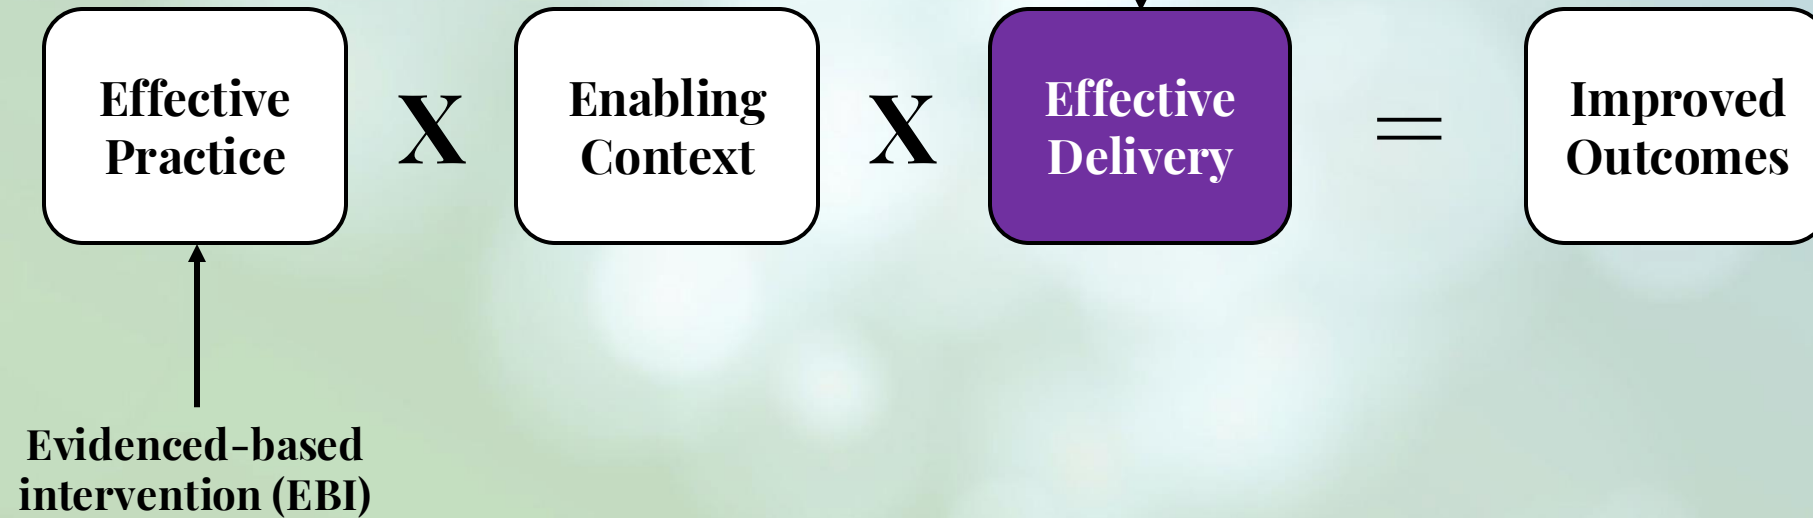 Effective
Practice
X
Enabling
Context
X
Effective
Delivery
=
Improved
Outcomes
Evidenced-based
intervention (EBI)